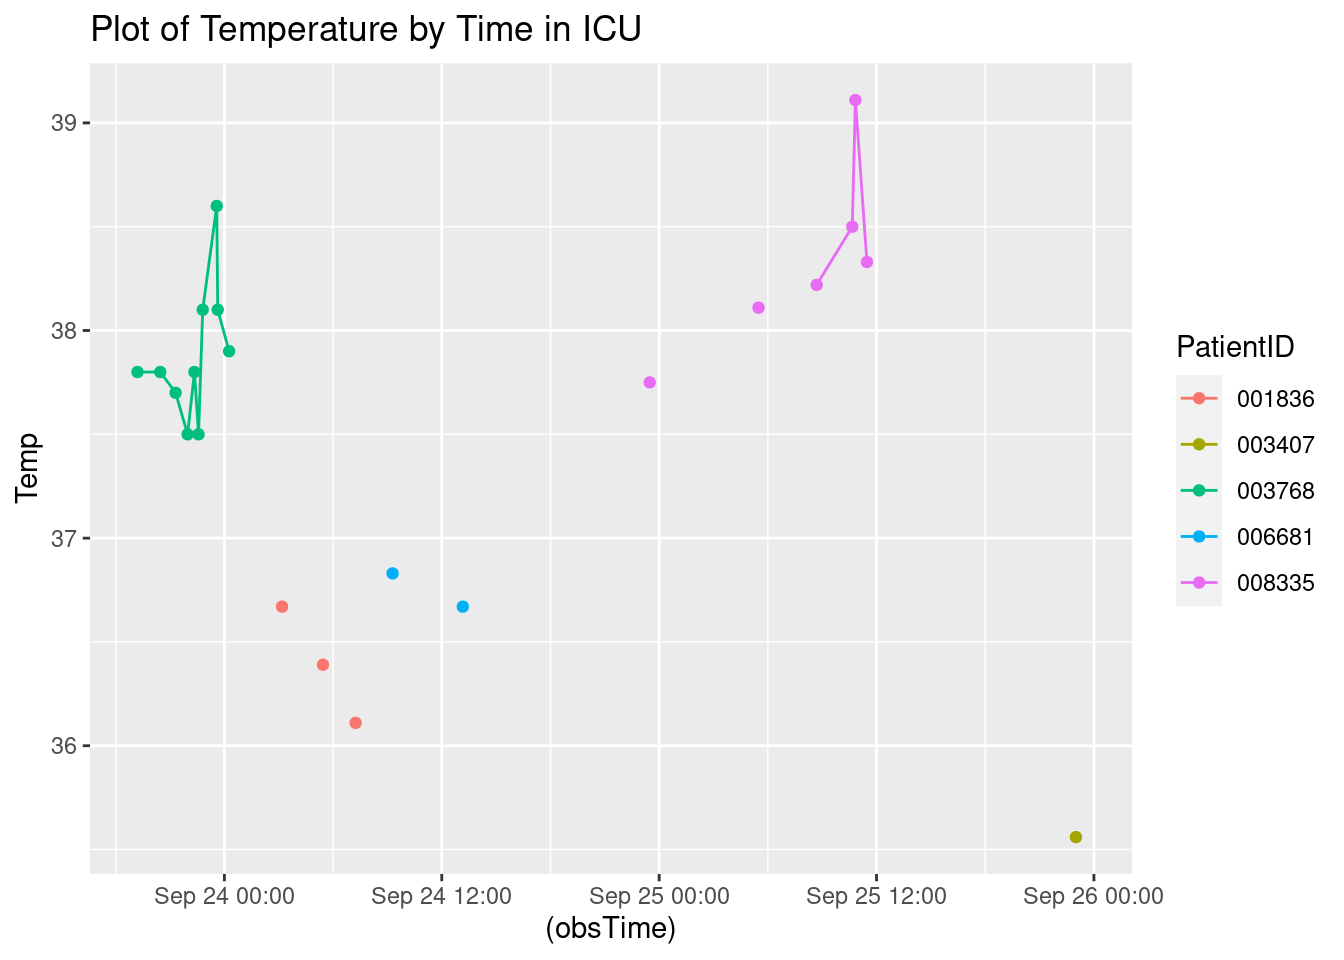 Plot of Temperature by Time in ICU
39
38
37
36
Temp
Sep 24 00:00 Sep 24 12:00 Sep 25 00:00 Sep 25 12:00 Sep 26 00:00
(obsTime)
PatientID
001836
003407
003768
006681
008335